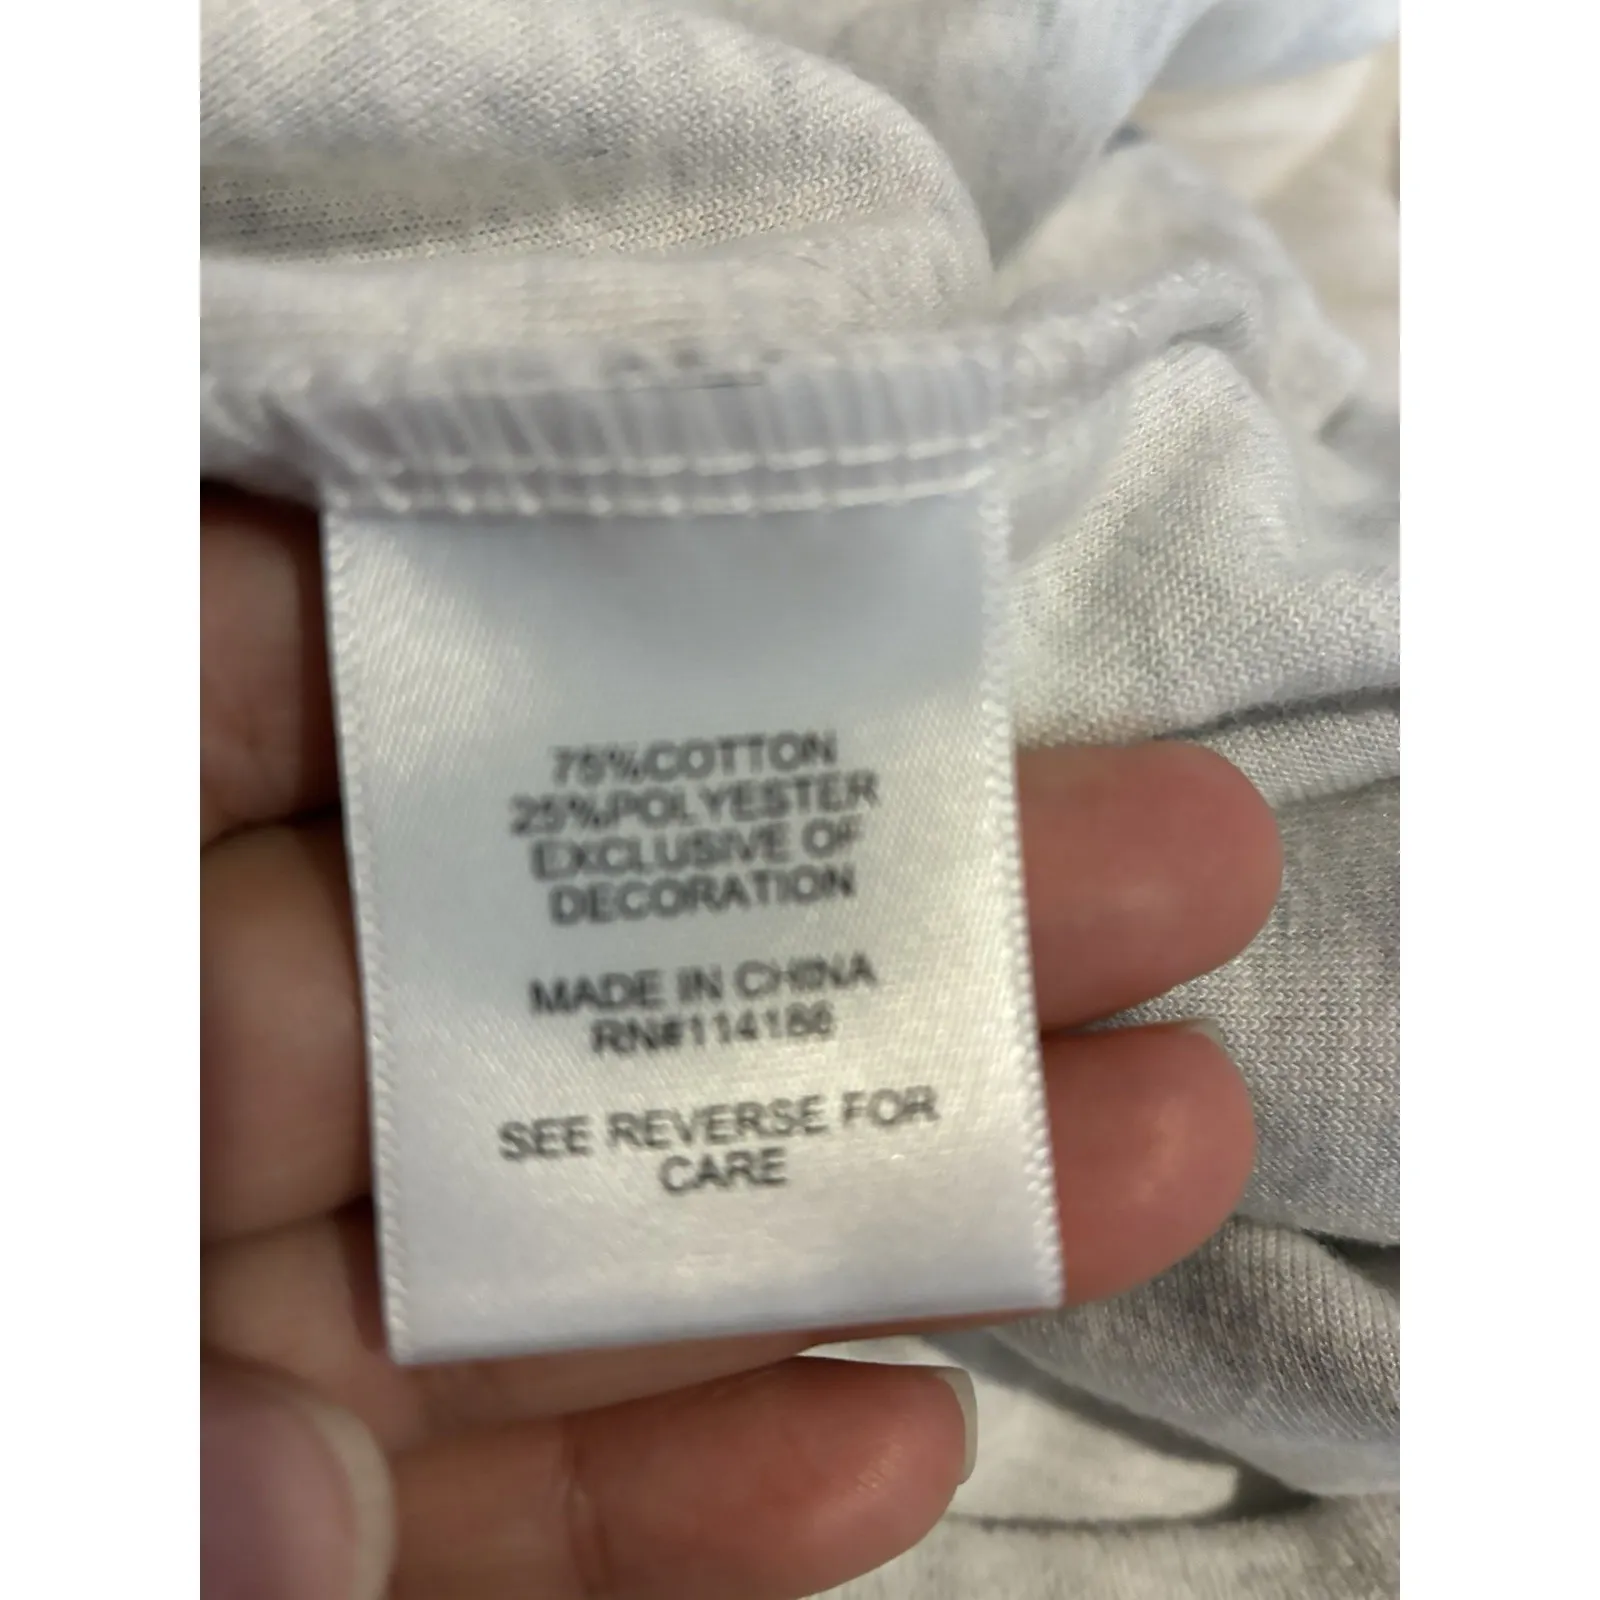 75%COTTON
25%POLYESTER
EXCLUSIVE OF
DECORATION
MADE IN CHINA
RN#114186
SEE REVERSE FOR
CARE